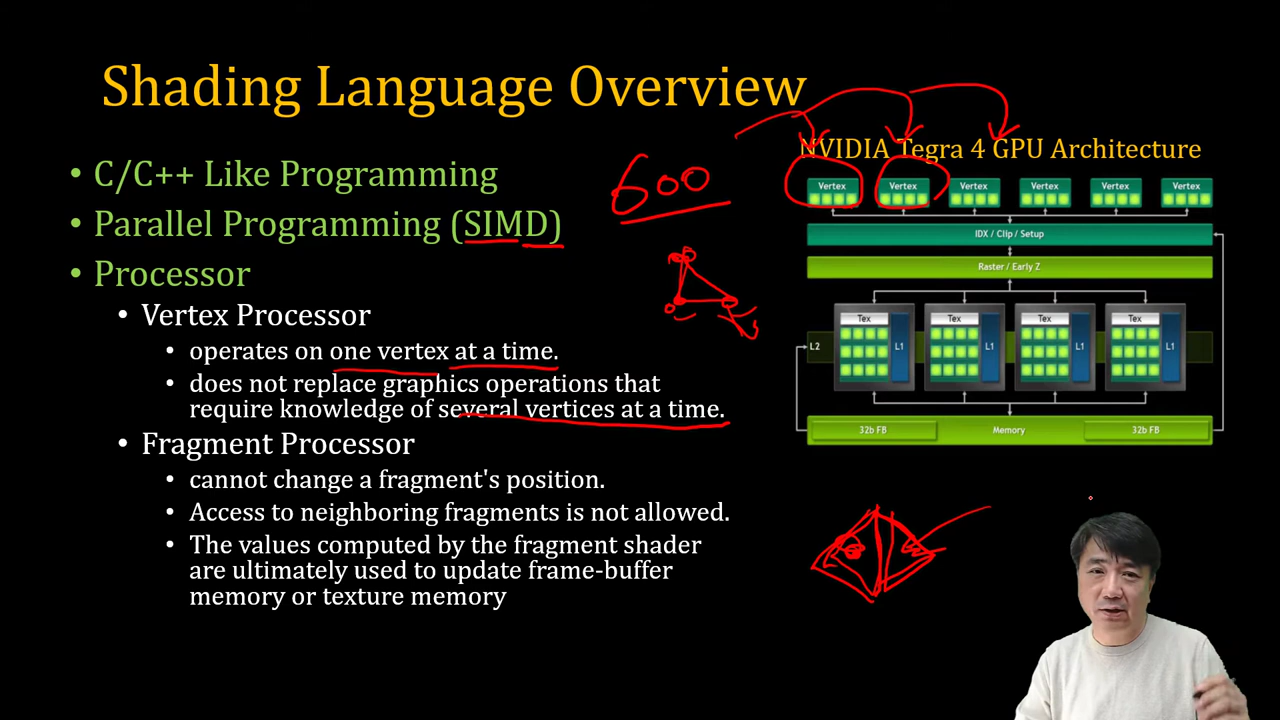 Shading Language Overview
• C/C++ Like Programming
• Parallel Programming (SIMD)
• Processor
• Vertex Processor
• operates on one vertex at a time.
• does not replace graphics operations that
require knowledge of several vertices at a time.
• Fragment Processor
• cannot change a fragment's position.
• Access to neighboring fragments is not allowed.
• The values computed by the fragment shader
are ultimately used to update frame-buffer
memory or texture memory
600
NVIDIA Tegra 4 GPU Architecture
Vertex Vertex Vertex Vertex Vertex Vertex
IDX / Clip / Setup
Raster / Early Z
Tex Tex Tex Tex
L2 L1 L1 L1 L1
32b FB Memory 32b FB